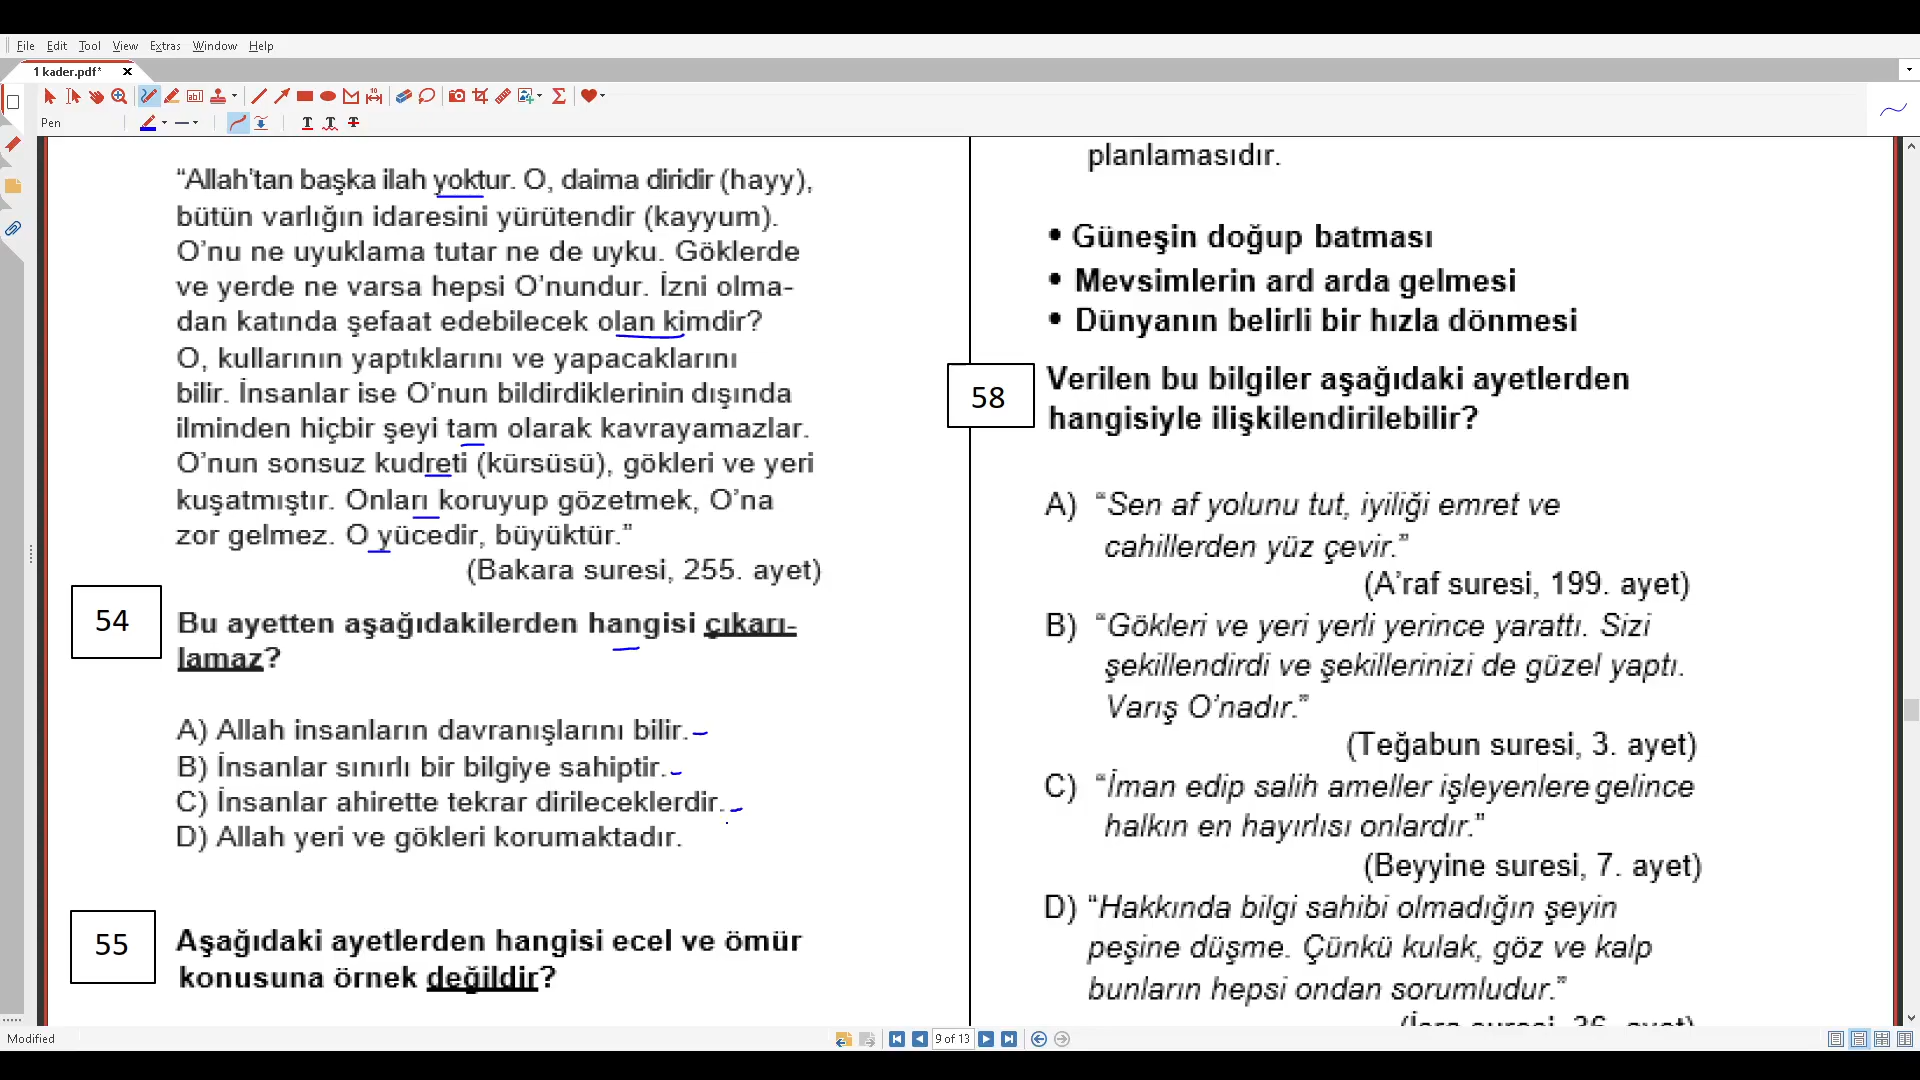 File Edit Tool View Extras Window Help
1 kader.pdf*
Pen
“Allah’tan başka ilah yoktur. O, daima diridir (hayy),
bütün varlığın idaresini yürütendir (kayyum).
O’nu ne uyuklama tutar ne de uyku. Göklerde
ve yerde ne varsa hepsi O’nundur. İzni olma-
dan katında şefaat edebilecek olan kimdir?
O, kullarının yaptıklarını ve yapacaklarını
bilir. İnsanlar ise O’nun bildirdiklerinin dışında
ilminden hiçbir şeyi tam olarak kavrayamazlar.
O’nun sonsuz kudreti (kürsüsü), gökleri ve yeri
kuşatmıştır. Onları koruyup gözetmek, O’na
zor gelmez. O yücedir, büyüktür.”
(Bakara suresi, 255. ayet)
54
Bu ayetten aşağıdakilerden hangisi çıkarı-
lamaz?
A) Allah insanların davranışlarını bilir.
B) İnsanlar sınırlı bir bilgiye sahiptir.
C) İnsanlar ahirette tekrar dirileceklerdir.
D) Allah yeri ve gökleri korumaktadır.
55
Aşağıdaki ayetlerden hangisi ecel ve ömür
konusuna örnek değildir?
planlamasıdır.
• Güneşin doğup batması
• Mevsimlerin ard arda gelmesi
• Dünyanın belirli bir hızla dönmesi
58
Verilen bu bilgiler aşağıdaki ayetlerden
hangisiyle ilişkilendirilebilir?
A) “Sen af yolunu tut, iyiliği emret ve
cahillerden yüz çevir.”
(A’raf suresi, 199. ayet)
B) “Gökleri ve yeri yerli yerince yarattı. Sizi
şekillendirdi ve şekillerinizi de güzel yaptı.
Varış O’nadır.”
(Teğabun suresi, 3. ayet)
C) “İman edip salih ameller işleyenlere gelince
halkın en hayırlısı onlardır.”
(Beyyine suresi, 7. ayet)
D) “Hakkında bilgi sahibi olmadığın şeyin
peşine düşme. Çünkü kulak, göz ve kalp
bunların hepsi ondan sorumludur.”
(İsra suresi, 36. ayet)
Modified
9 of 13